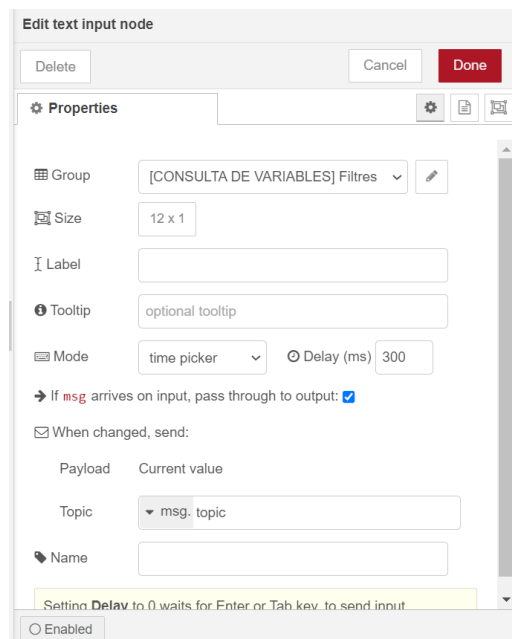 Edit text input node
Delete Cancel Done
Properties
Group [CONSULTA DE VARIABLES] Filtres
Size 12 x 1
Label
Tooltip optional tooltip
Mode time picker Delay (ms) 300
If msg arrives on input, pass through to output:
When changed, send:
Payload Current value
Topic msg. topic
Name
Setting Delay to 0 waits for Enter or Tab key, to send input
Enabled